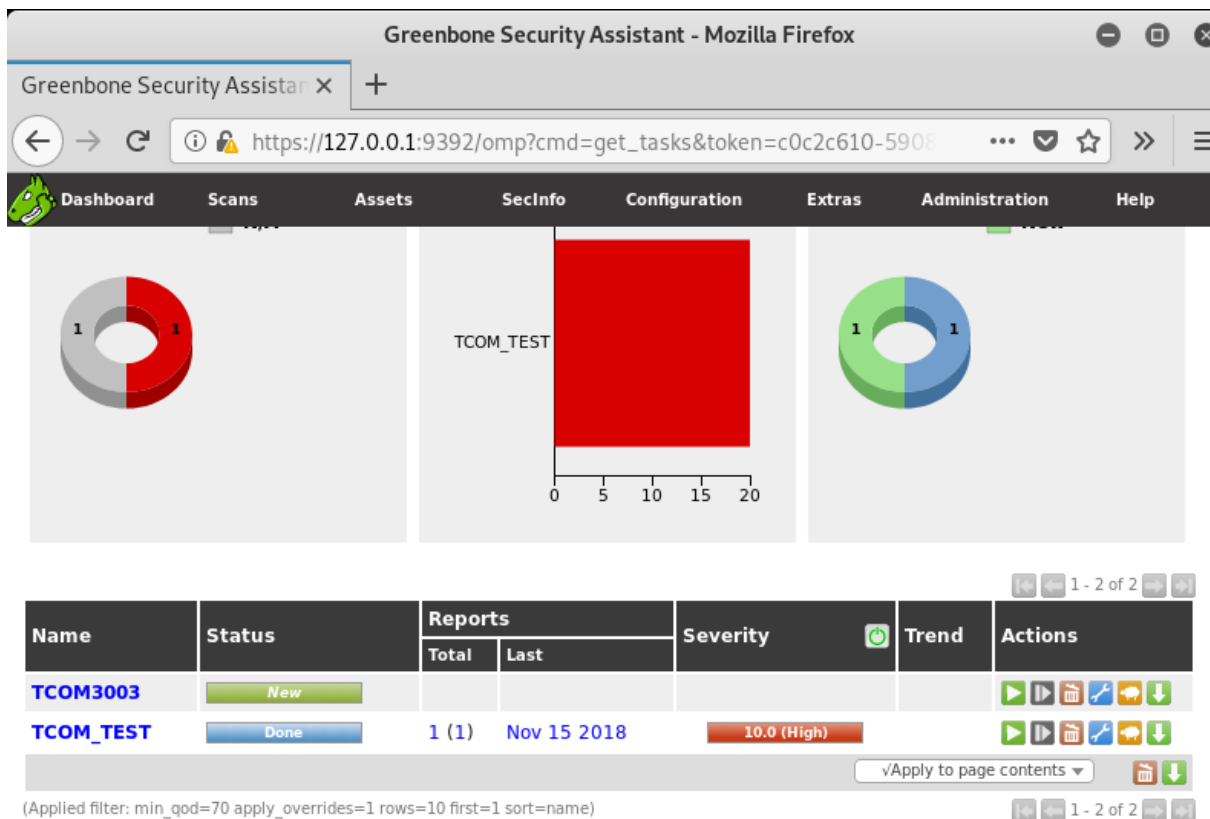 Greenbone Security Assistant - Mozilla Firefox
Greenbone Security Assistan
https://127.0.0.1:9392/omp?cmd=get_tasks&token=c0c2c610-5908
Dashboard Scans Assets SecInfo Configuration Extras Administration Help
1 1
TCOM_TEST
0 5 10 15 20
1 1
1 - 2 of 2
Name Status Reports Severity Trend Actions
Total Last
TCOM3003 New
TCOM_TEST Done 1 (1) Nov 15 2018 10.0 (High)
√Apply to page contents
(Applied filter: min_qod=70 apply_overrides=1 rows=10 first=1 sort=name)
1 - 2 of 2